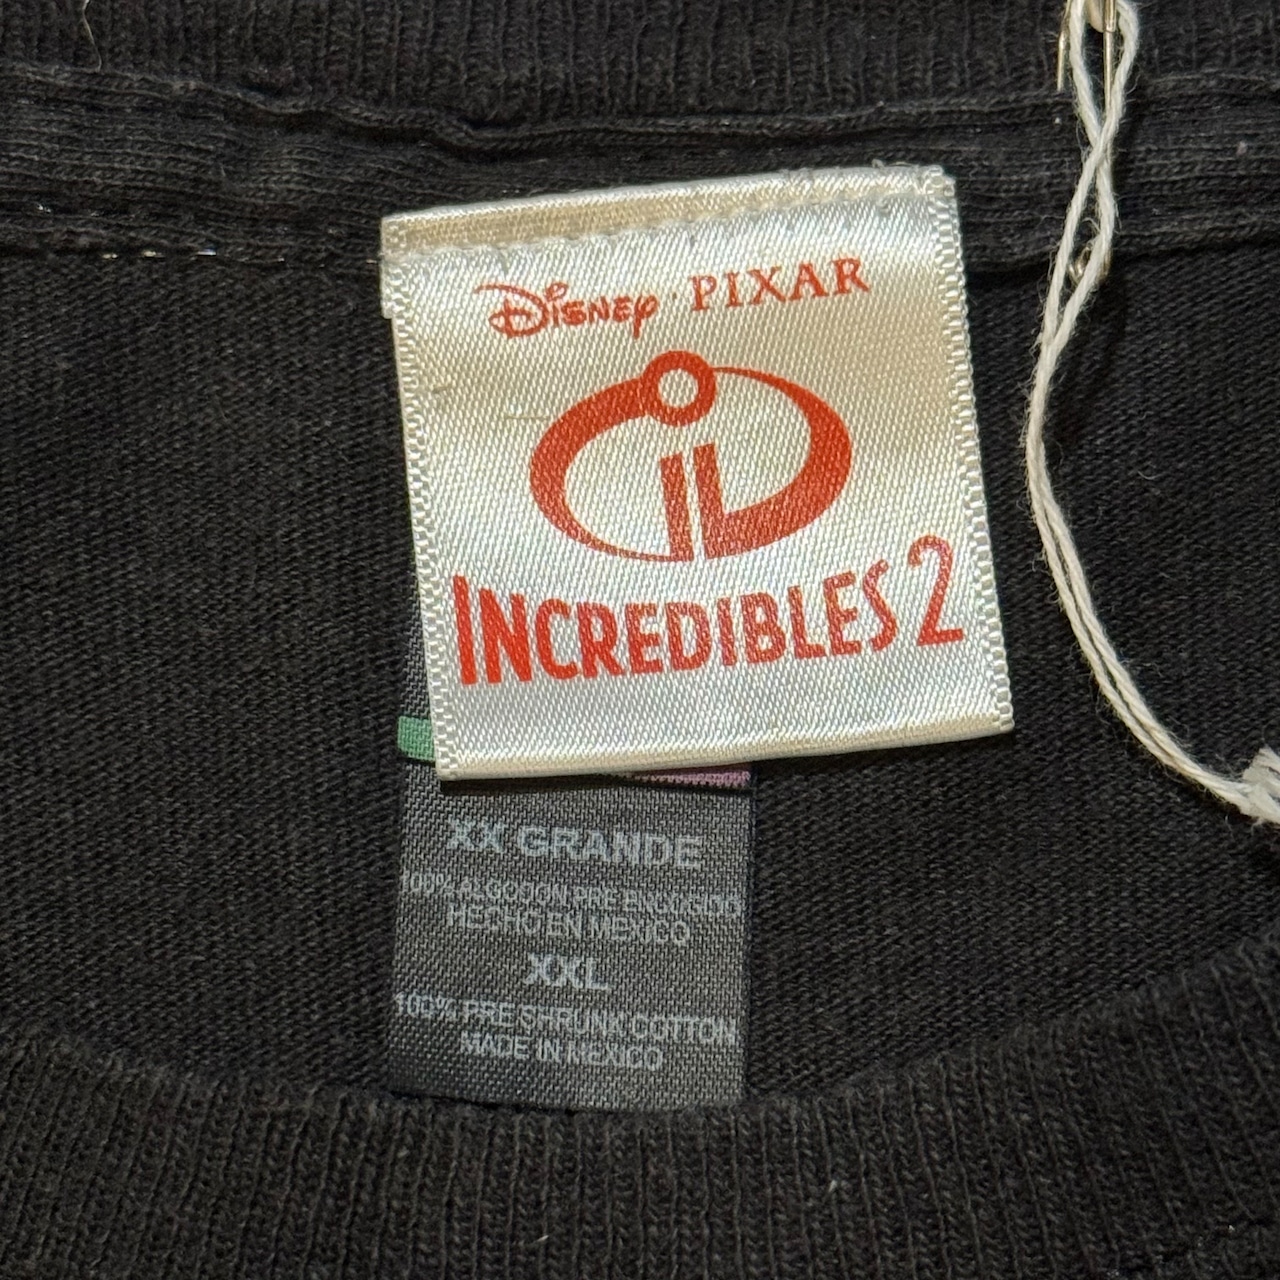 Disney · PIXAR
INCREDIBLES 2
XX GRANDE
100% ALGODON PRE ENCOGIDO
HECHO EN MEXICO
XXL
100% PRE SHRUNK COTTON
MADE IN MEXICO